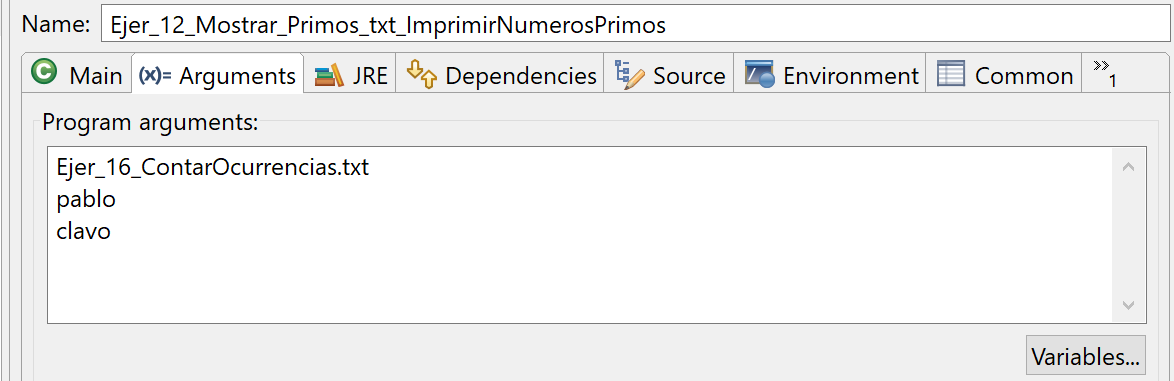 Name: Ejer_12_Mostrar_Primos_txt_ImprimirNumerosPrimos
Main (x)= Arguments JRE Dependencies Source Environment Common »1
Program arguments:
Ejer_16_ContarOcurrencias.txt
pablo
clavo
Variables...